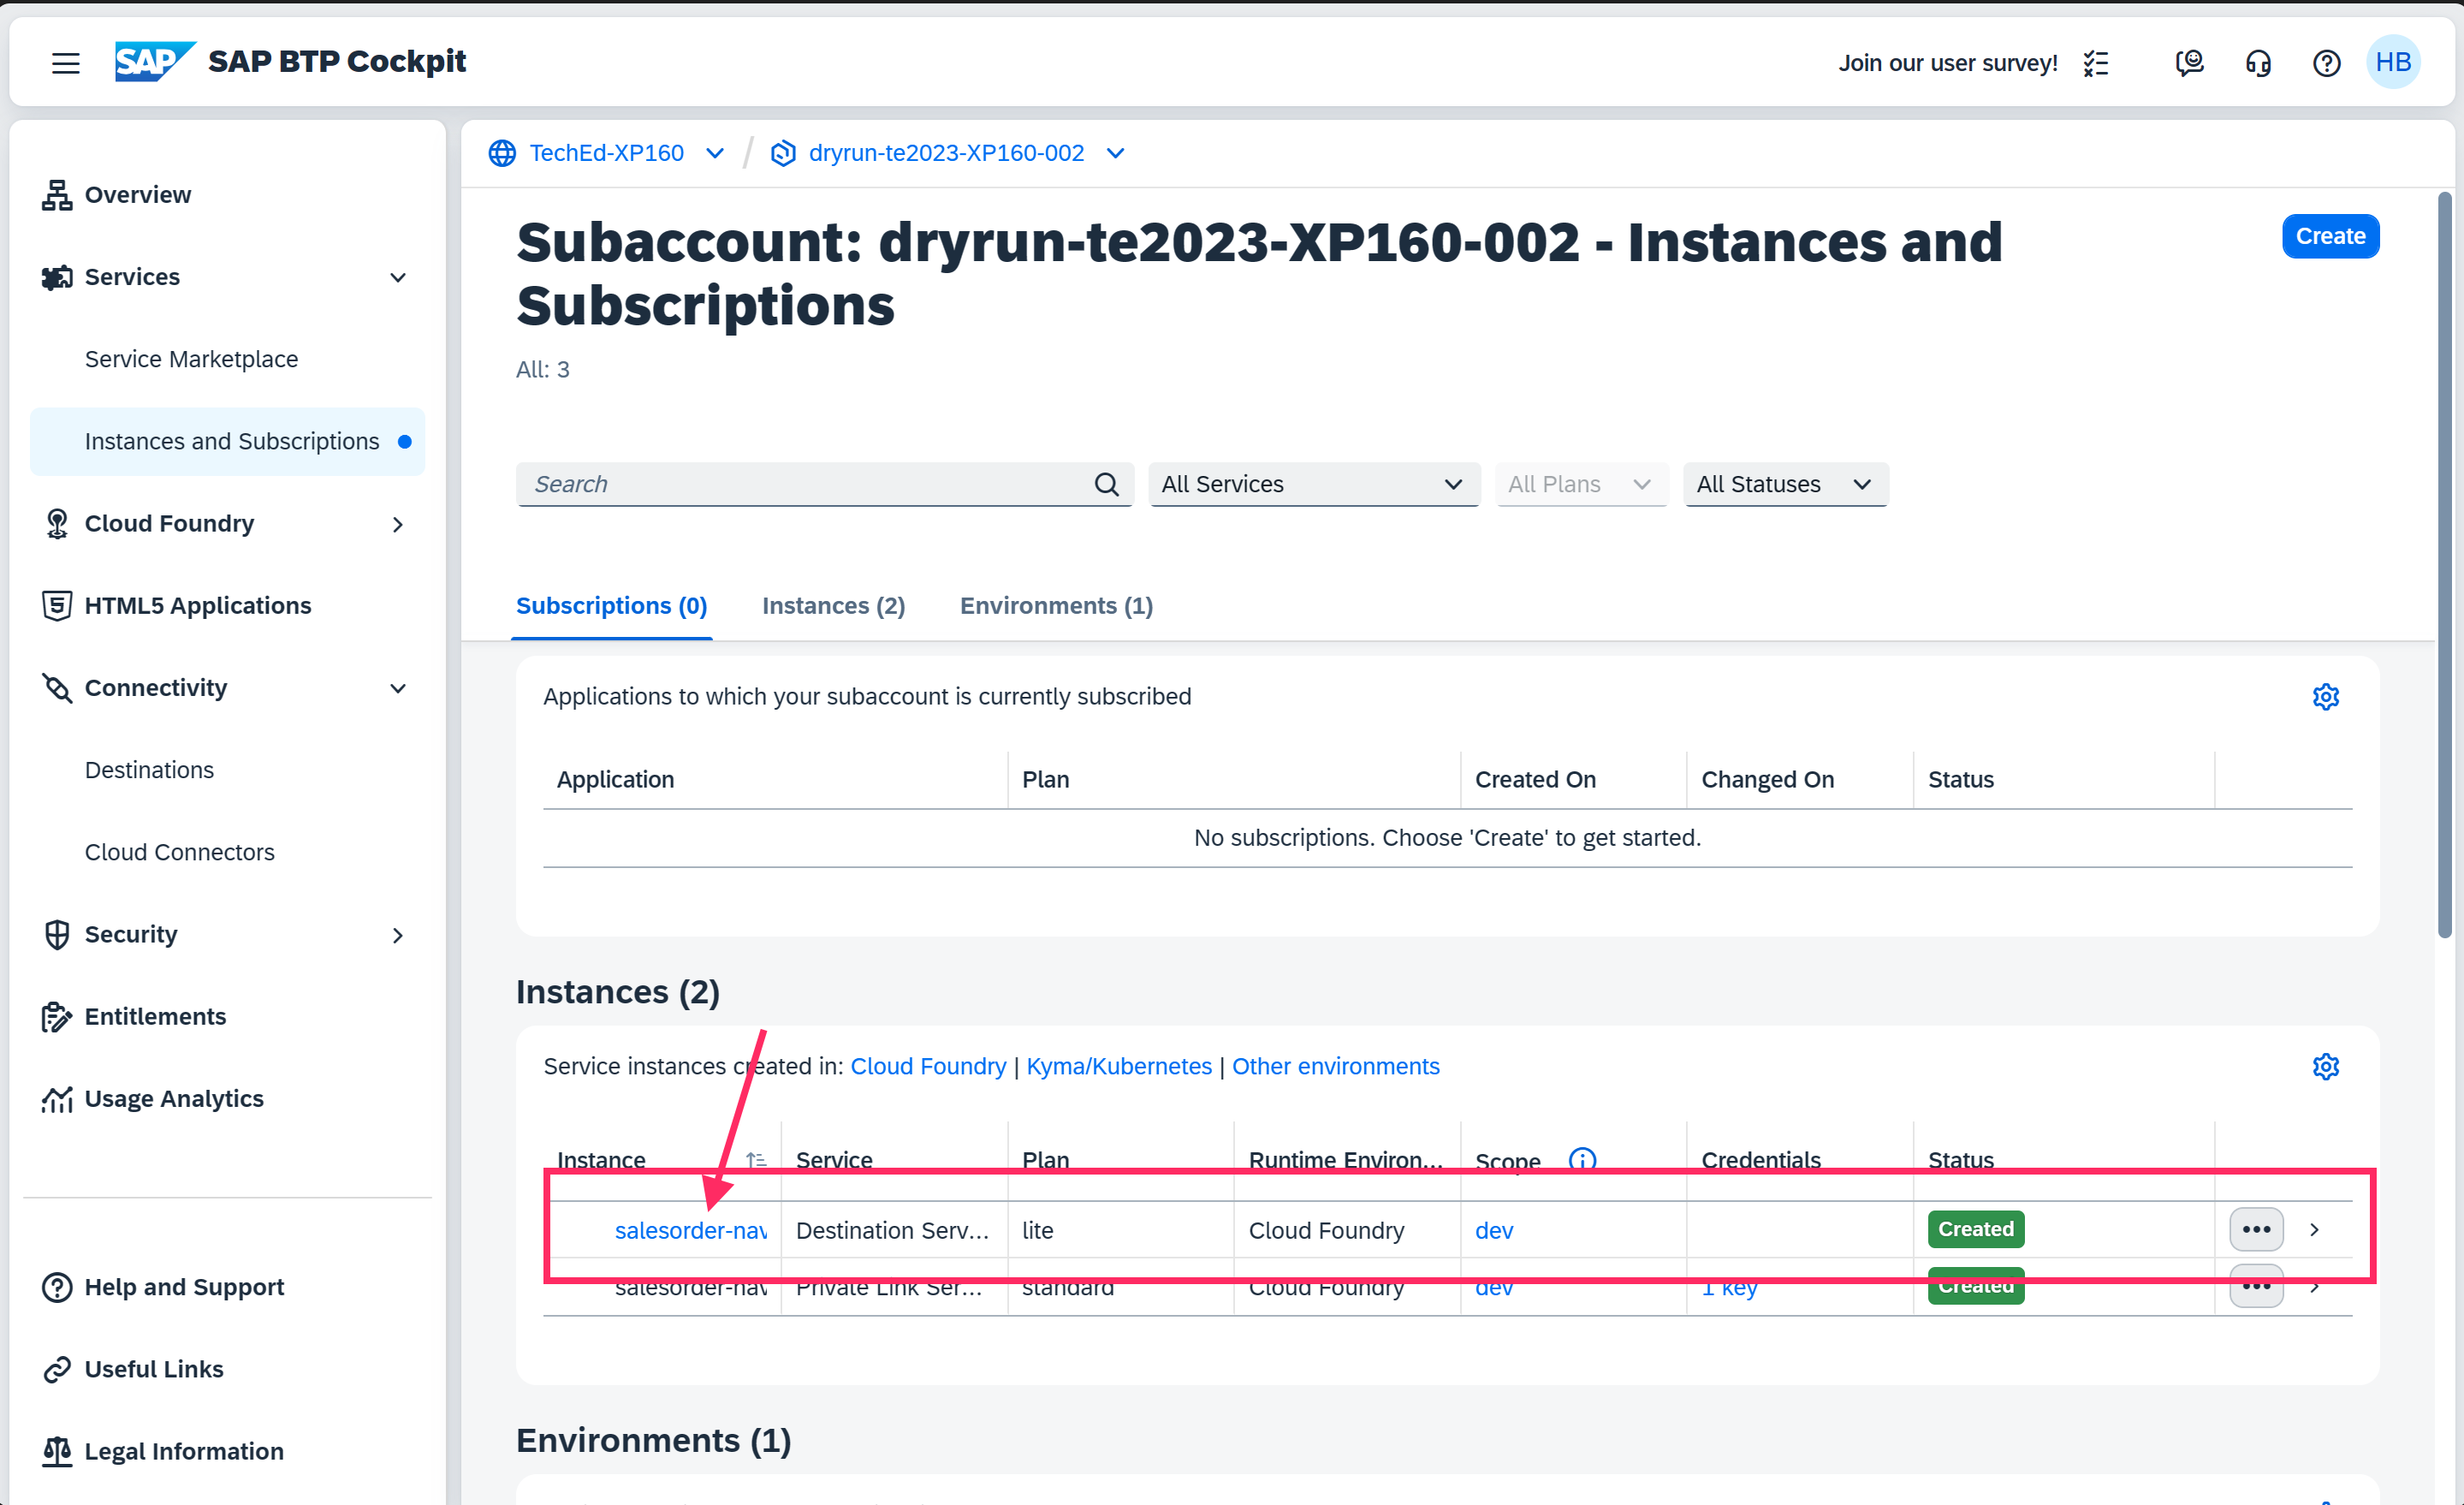 SAP SAP BTP Cockpit
Join our user survey!
HB
Overview
Services
Service Marketplace
Instances and Subscriptions
Cloud Foundry
HTML5 Applications
Connectivity
Destinations
Cloud Connectors
Security
Entitlements
Usage Analytics
Help and Support
Useful Links
Legal Information
TechEd-XP160 / dryrun-te2023-XP160-002
Subaccount: dryrun-te2023-XP160-002 - Instances and
Subscriptions
Create
All: 3
Search
All Services
All Plans
All Statuses
Subscriptions (0) Instances (2) Environments (1)
Applications to which your subaccount is currently subscribed
Application Plan Created On Changed On Status
No subscriptions. Choose 'Create' to get started.
Instances (2)
Service instances created in: Cloud Foundry | Kyma/Kubernetes | Other environments
Instance Service Plan Runtime Environ... Scope Credentials Status
salesorder-nav Destination Serv... lite Cloud Foundry dev Created
salesorder-nav Private Link Ser... standard Cloud Foundry dev 1 key Created
Environments (1)